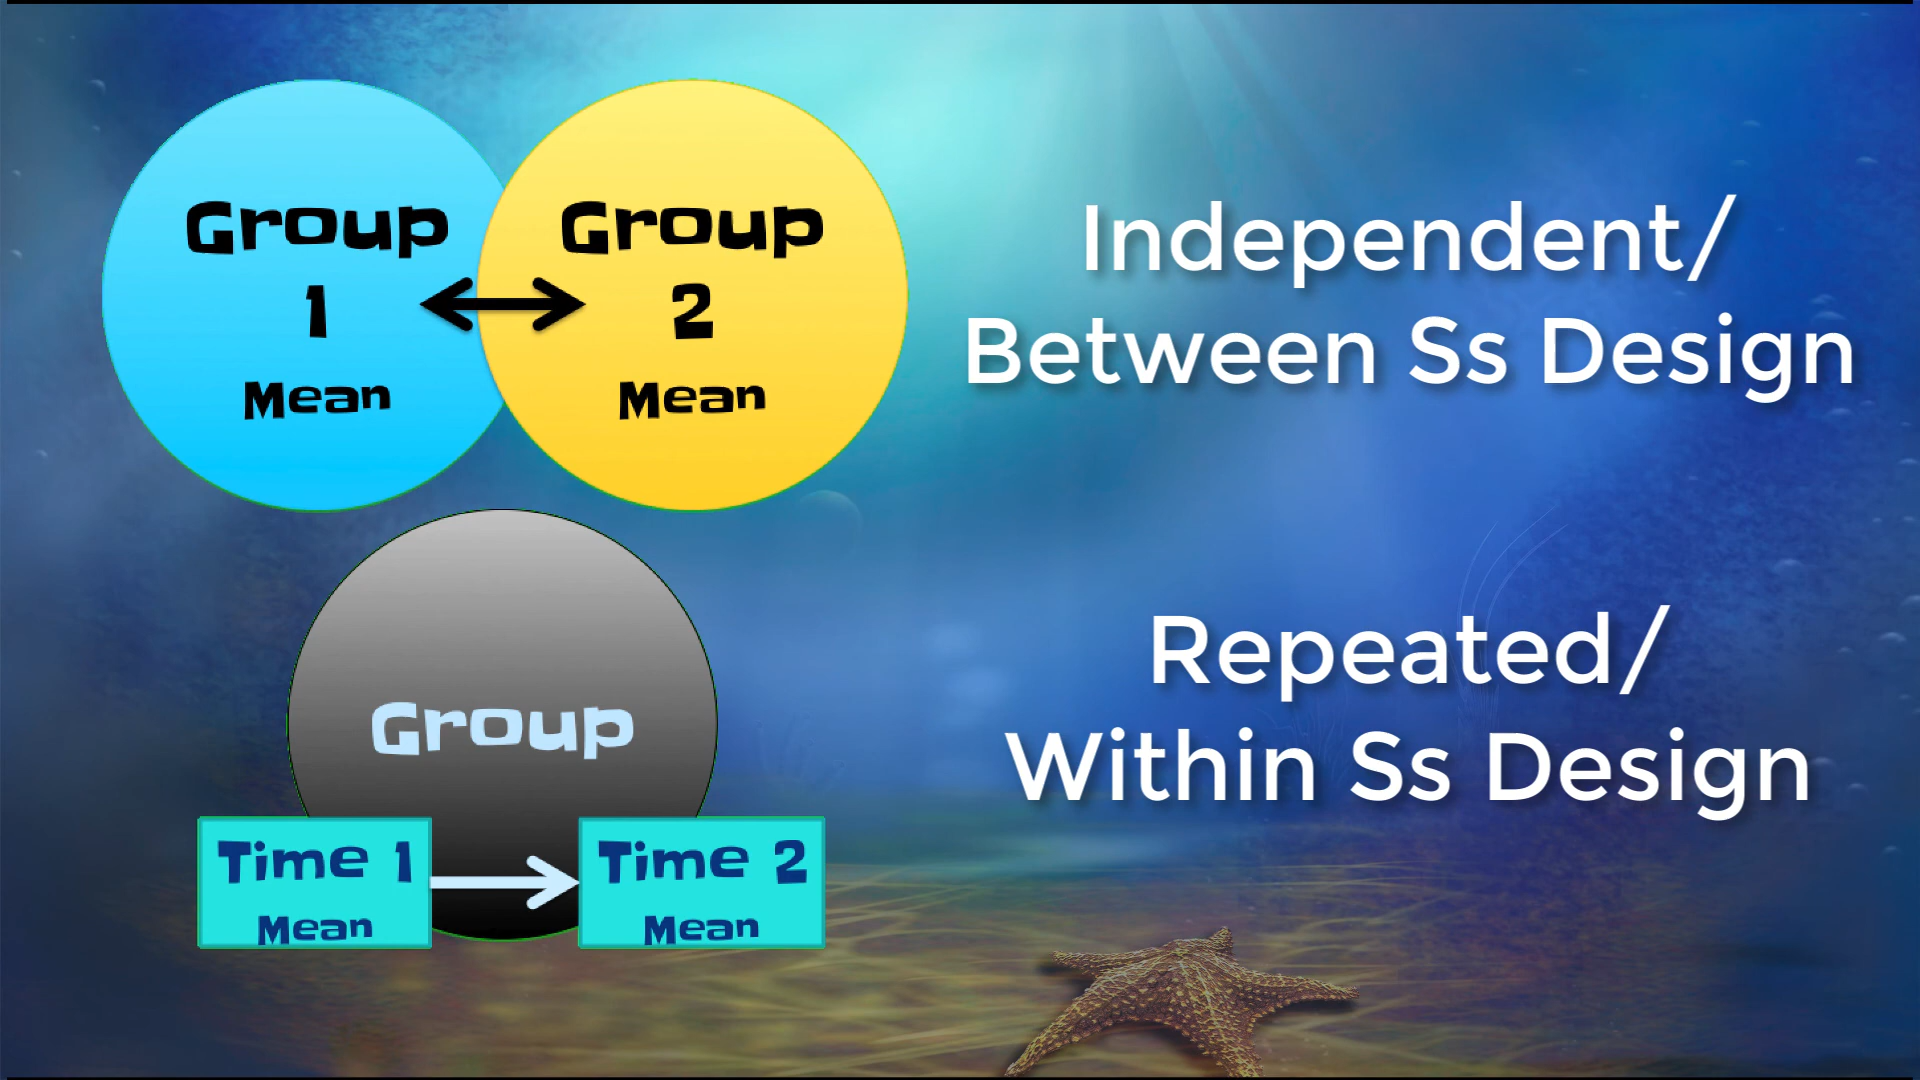 Group
1
Mean
Group
2
Mean
Independent/
Between Ss Design
Group
Time 1
Mean
Time 2
Mean
Repeated/
Within Ss Design